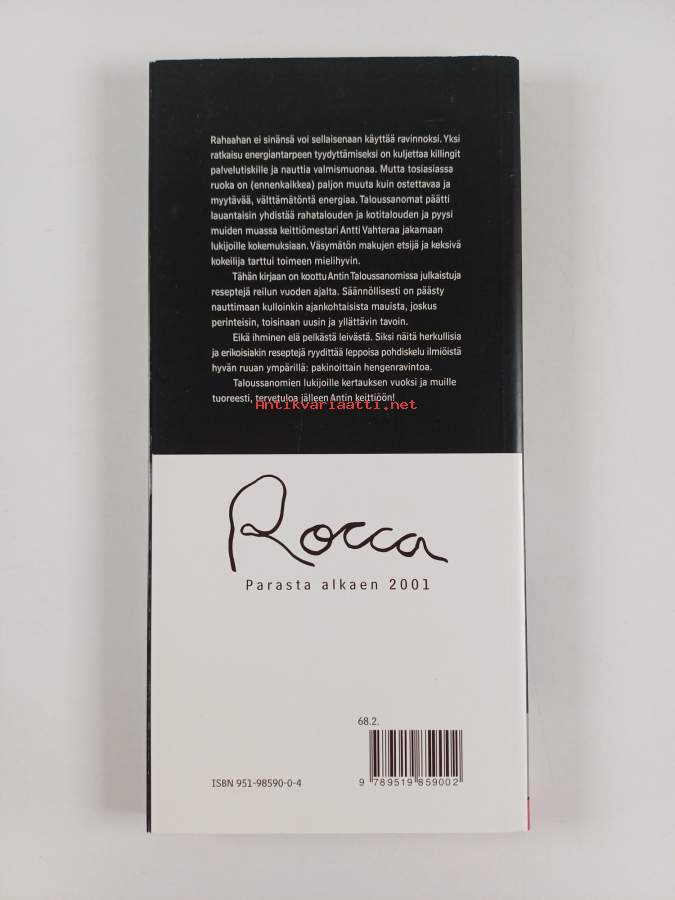 Rahaahan ei sinänsä voi sellaisenaan käyttää ravinnoksi. Yksi
ratkaisu energiantarpeen tyydyttämiseksi on kuljettaa killingit
palvelutiskille ja nauttia valmismuonaa. Mutta tosiasiassa
ruoka on (ennenkaikkea) paljon muuta kuin ostettavaa ja
myytävää, välttämätöntä energiaa. Taloussanomat päätti
lauantaisin yhdistää rahatalouden ja kotitalouden ja pyysi
muiden muassa keittiömestari Antti Vahteraa jakamaan
lukijoille kokemuksiaan. Väsymätön makujen etsijä ja keksivä
kokeilija tarttui toimeen mielihyvin.
Tähän kirjaan on koottu Antin Taloussanomissa julkaistuja
reseptejä reilun vuoden ajalta. Säännöllisesti on päästy
nauttimaan kulloinkin ajankohtaisista mauista, joskus
perinteisin, toisinaan uusin ja yllättävin tavoin.
Eikä ihminen elä pelkästä leivästä. Siksi näitä herkullisia
ja erikoisiakin reseptejä ryydittää leppoisa pohdiskelu ilmiöistä
hyvän ruuan ympärillä: pakinoittain hengenravintoa.
Taloussanomien lukijoille kertauksen vuoksi ja muille
tuoreesti, tervetuloa jälleen Antin keittiöön!
Antikvariaatti.net
Rocca
Parasta alkaen 2001
68.2.
ISBN 951-98590-0-4
9 789519 859002